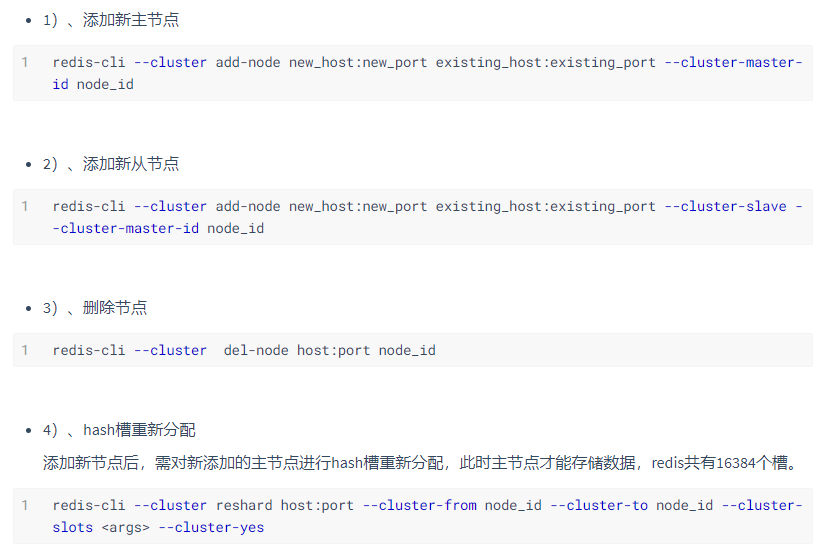 • 1）、添加新主节点
1 redis-cli --cluster add-node new_host:new_port existing_host:existing_port --cluster-master-
id node_id
• 2）、添加新从节点
1 redis-cli --cluster add-node new_host:new_port existing_host:existing_port --cluster-slave -
-cluster-master-id node_id
• 3）、删除节点
1 redis-cli --cluster  del-node host:port node_id
• 4）、hash槽重新分配
添加新节点后，需对新添加的主节点进行hash槽重新分配，此时主节点才能存储数据，redis共有16384个槽。
1 redis-cli --cluster reshard host:port --cluster-from node_id --cluster-to node_id --cluster-
slots <args> --cluster-yes